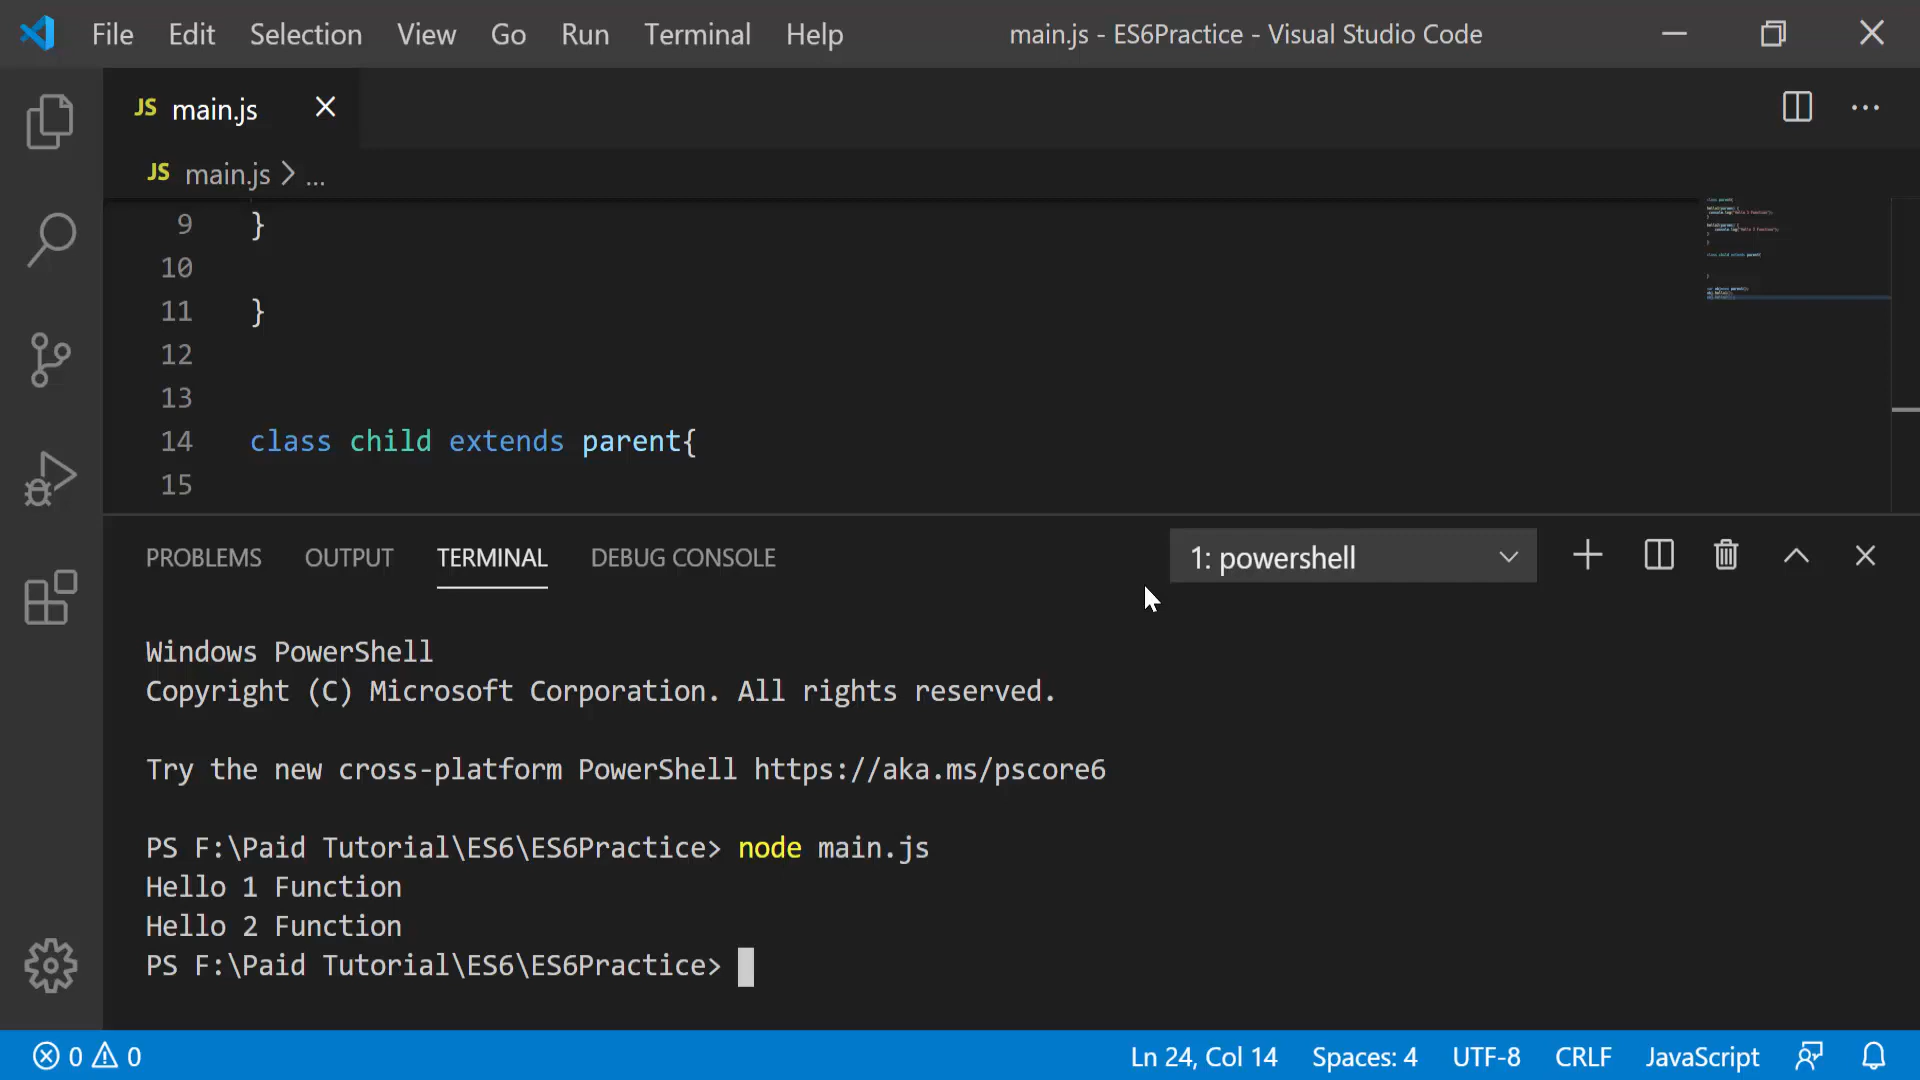 File Edit Selection View Go Run Terminal Help main.js - ES6Practice - Visual Studio Code
JS main.js
JS main.js > ...
9 }
10
11 }
12
13
14 class child extends parent{
15
PROBLEMS OUTPUT TERMINAL DEBUG CONSOLE 1: powershell
Windows PowerShell
Copyright (C) Microsoft Corporation. All rights reserved.
Try the new cross-platform PowerShell https://aka.ms/pscore6
PS F:\Paid Tutorial\ES6\ES6Practice> node main.js
Hello 1 Function
Hello 2 Function
PS F:\Paid Tutorial\ES6\ES6Practice>
0 0 Ln 24, Col 14 Spaces: 4 UTF-8 CRLF JavaScript